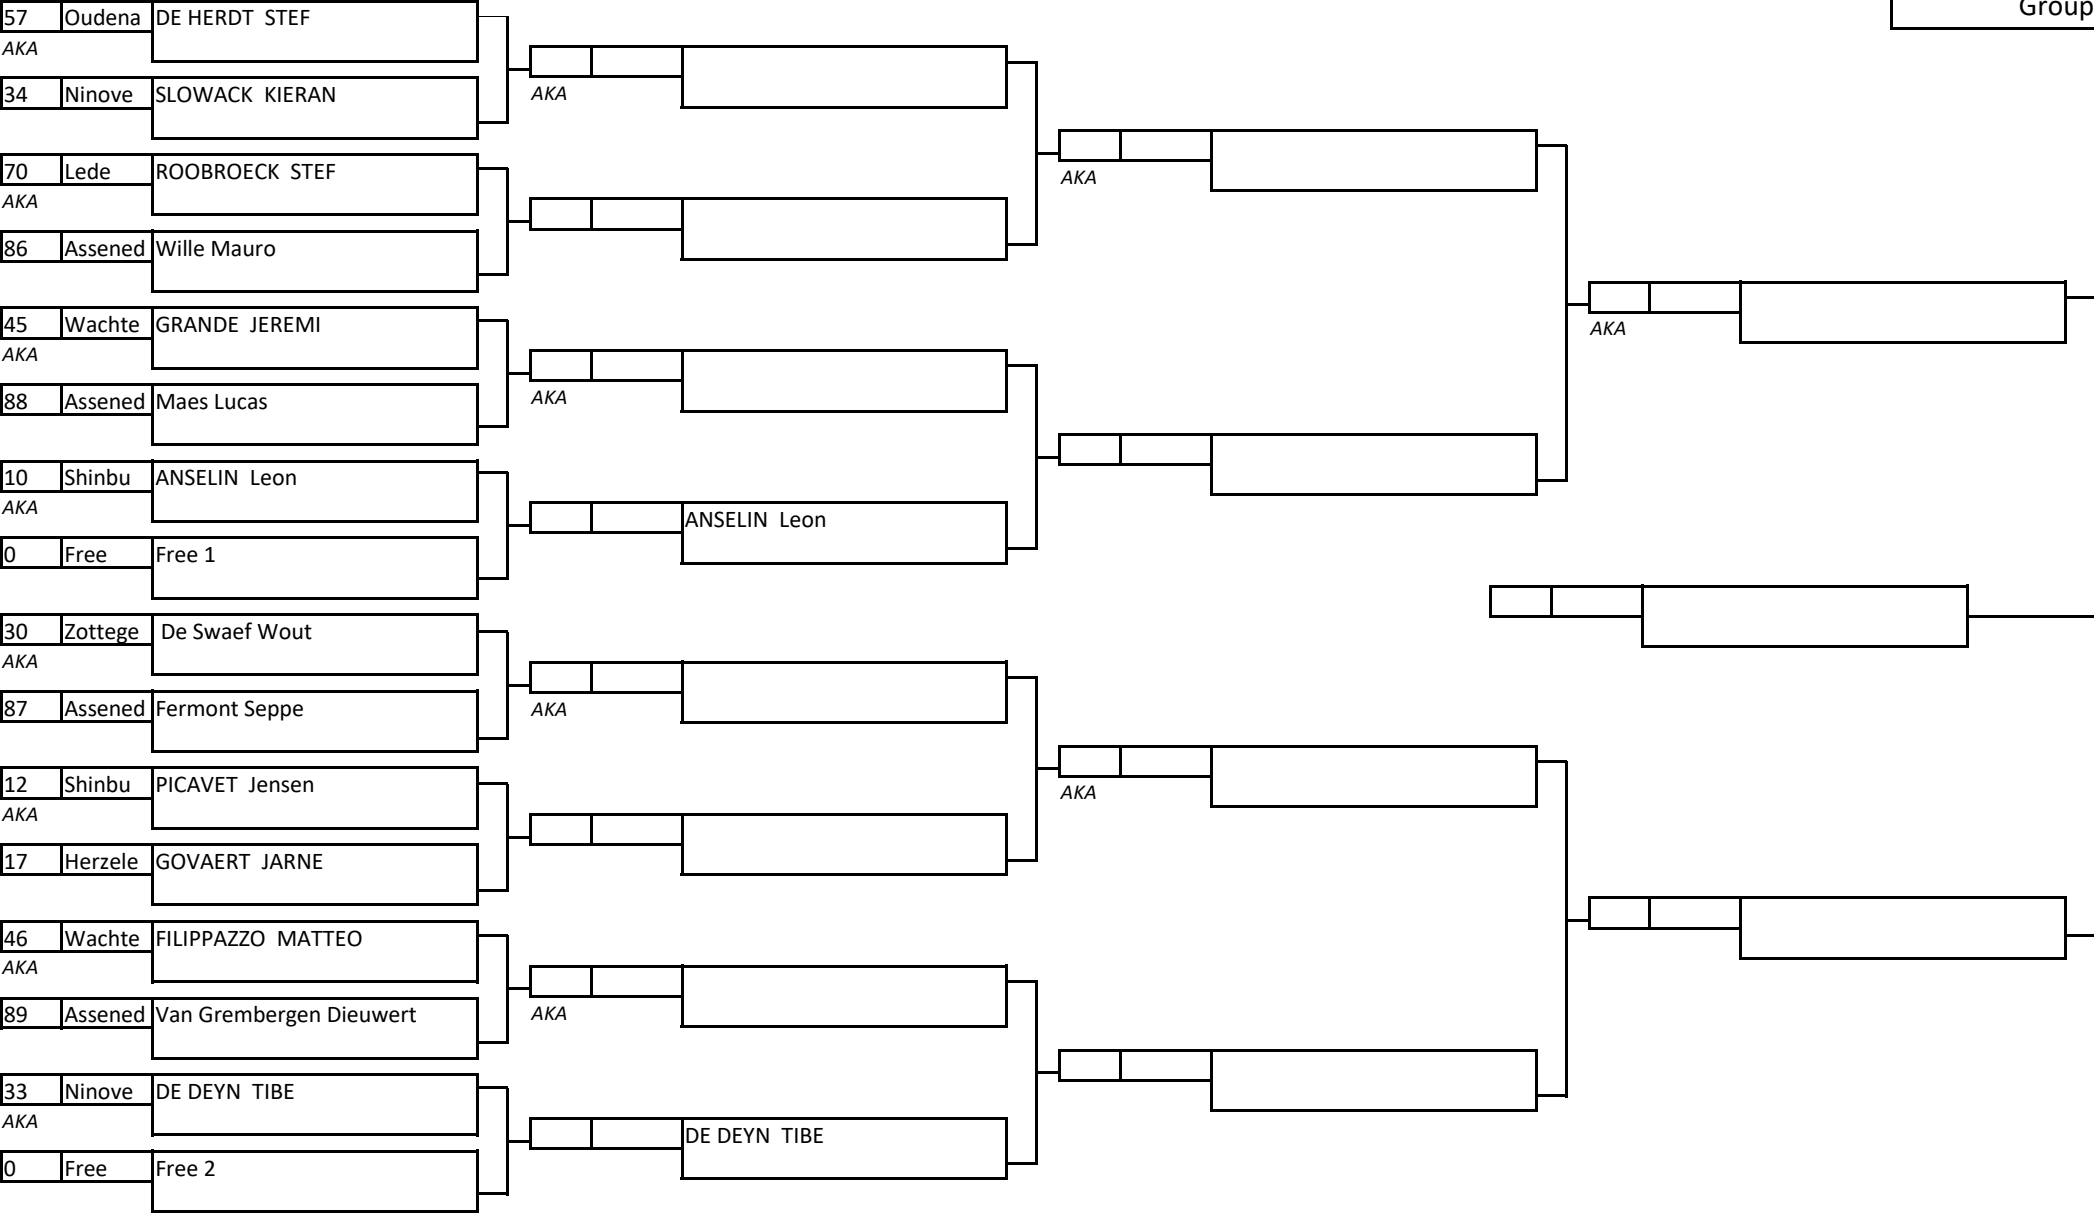 57 Oudena DE HERDT STEF
Group
AKA
34 Ninove SLOWACK KIERAN
AKA
70 Lede ROOBROECK STEF
AKA
AKA
86 Assened Wille Mauro
45 Wachte GRANDE JEREMI
AKA
AKA
88 Assened Maes Lucas
AKA
10 Shinbu ANSELIN Leon
AKA
ANSELIN Leon
0 Free Free 1
30 Zottege De Swaef Wout
AKA
87 Assened Fermont Seppe
AKA
12 Shinbu PICAVET Jensen
AKA
AKA
17 Herzele GOVAERT JARNE
46 Wachte FILIPPAZZO MATTEO
AKA
89 Assened Van Grembergen Dieuwert
AKA
33 Ninove DE DEYN TIBE
AKA
DE DEYN TIBE
0 Free Free 2